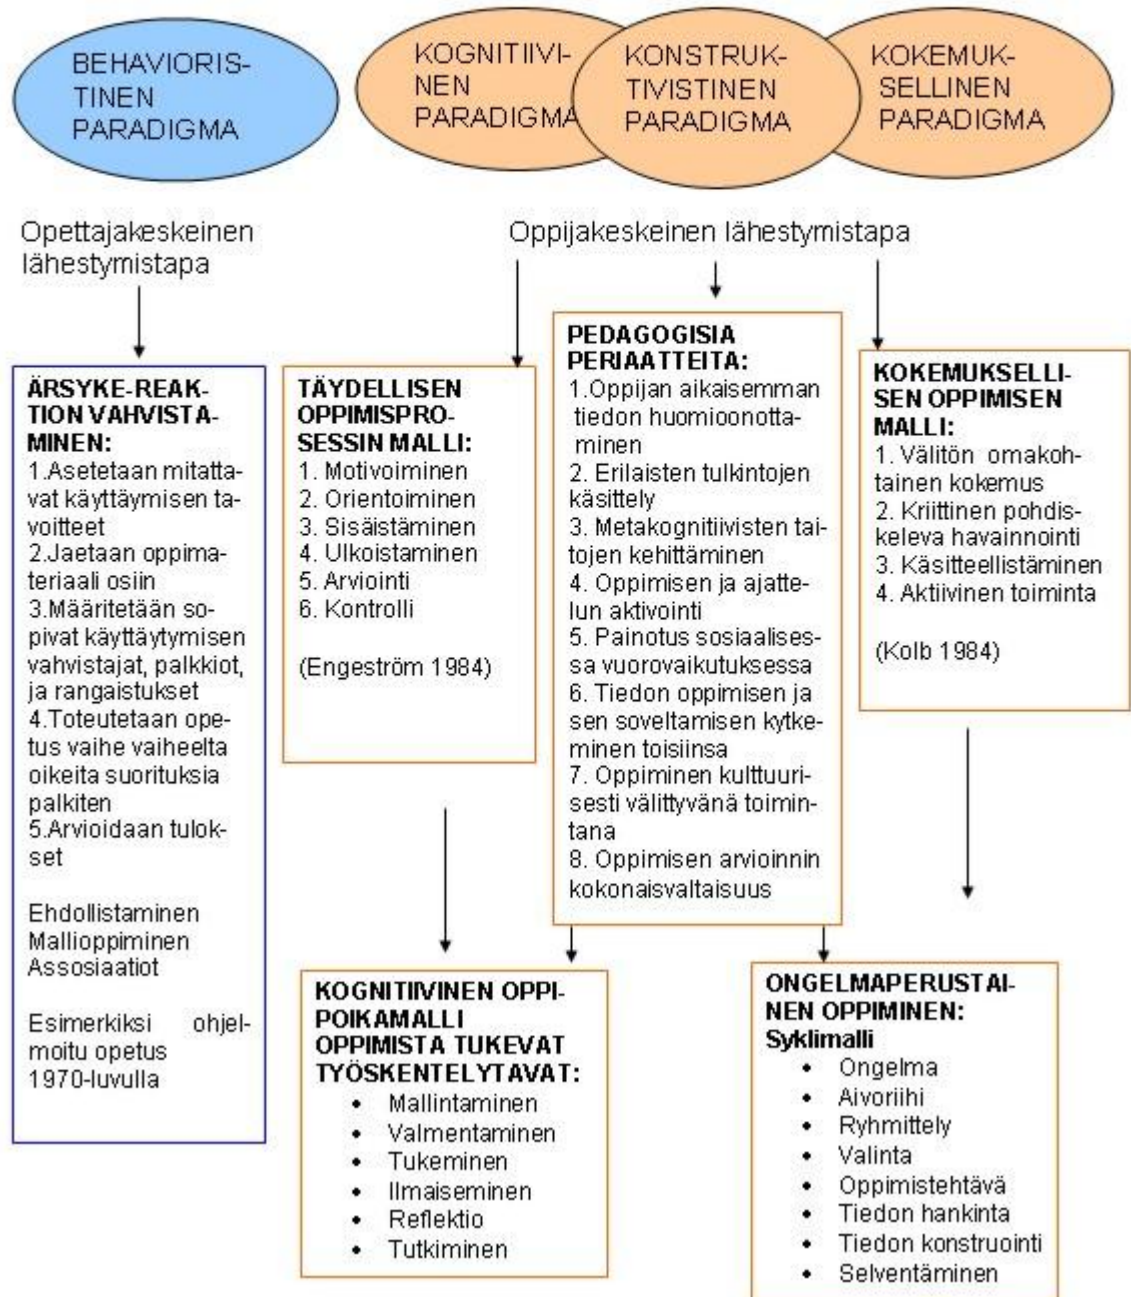 BEHAVIORIS-
TINEN
PARADIGMA
KOGNITIIVI-
NEN
PARADIGMA
KONSTRUK-
TIVISTINEN
PARADIGMA
KOKEMUK-
SELLINEN
PARADIGMA
Opettajakeskeinen
lähestymistapa
Oppijakeskeinen lähestymistapa
ÄRSYKE-REAK-
TION VAHVISTA-
MINEN:
1.Asetetaan mitatta-
vat käyttäymisen ta-
voitteet
2.Jaetaan oppima-
teriaali osiin
3.Määritetään so-
pivat käyttäytymisen
vahvistajat, palkkiot,
ja rangaistukset
4.Toteutetaan ope-
tus vaihe vaiheelta
oikeita suorituksia
palkiten
5.Arvioidaan tulok-
set
Ehdollistaminen
Mallioppiminen
Assosiaatiot
Esimerkiksi ohjel-
moitu opetus
1970-luvulla
TÄYDELLISEN
OPPIMISPRO-
SESSIN MALLI:
1. Motivoiminen
2. Orientoiminen
3. Sisäistäminen
4. Ulkoistaminen
5. Arviointi
6. Kontrolli
(Engeström 1984)
PEDAGOGISIA
PERIAATTEITA:
1.Oppijan aikaisemman
tiedon huomioonotta-
minen
2. Erilaisten tulkintojen
käsittely
3. Metakognitiivisten tai-
tojen kehittäminen
4. Oppimisen ja ajatte-
lun aktivointi
5. Painotus sosiaalises-
sa vuorovaikutuksessa
6. Tiedon oppimisen ja
sen soveltamisen kytke-
minen toisiinsa
7. Oppiminen kulttuuri-
sesti välittyvänä toimin-
tana
8. Oppimisen arvioinnin
kokonaisvaltaisuus
KOKEMUKSELLI-
SEN OPPIMISEN
MALLI:
1. Välitön omakoh-
tainen kokemus
2. Kriittinen pohdis-
keleva havainnointi
3. Käsitteellistäminen
4. Aktiivinen toiminta
(Kolb 1984)
KOGNITIIVINEN OPPI-
POIKAMALLI
OPPIMISTA TUKEVAT
TYÖSKENTELYTAVAT:
• Mallintaminen
• Valmentaminen
• Tukeminen
• Ilmaiseminen
• Reflektio
• Tutkiminen
ONGELMAPERUSTAI-
NEN OPPIMINEN:
Syklimalli
• Ongelma
• Aivoriihi
• Ryhmittely
• Valinta
• Oppimistehtävä
• Tiedon hankinta
• Tiedon konstruointi
• Selventäminen